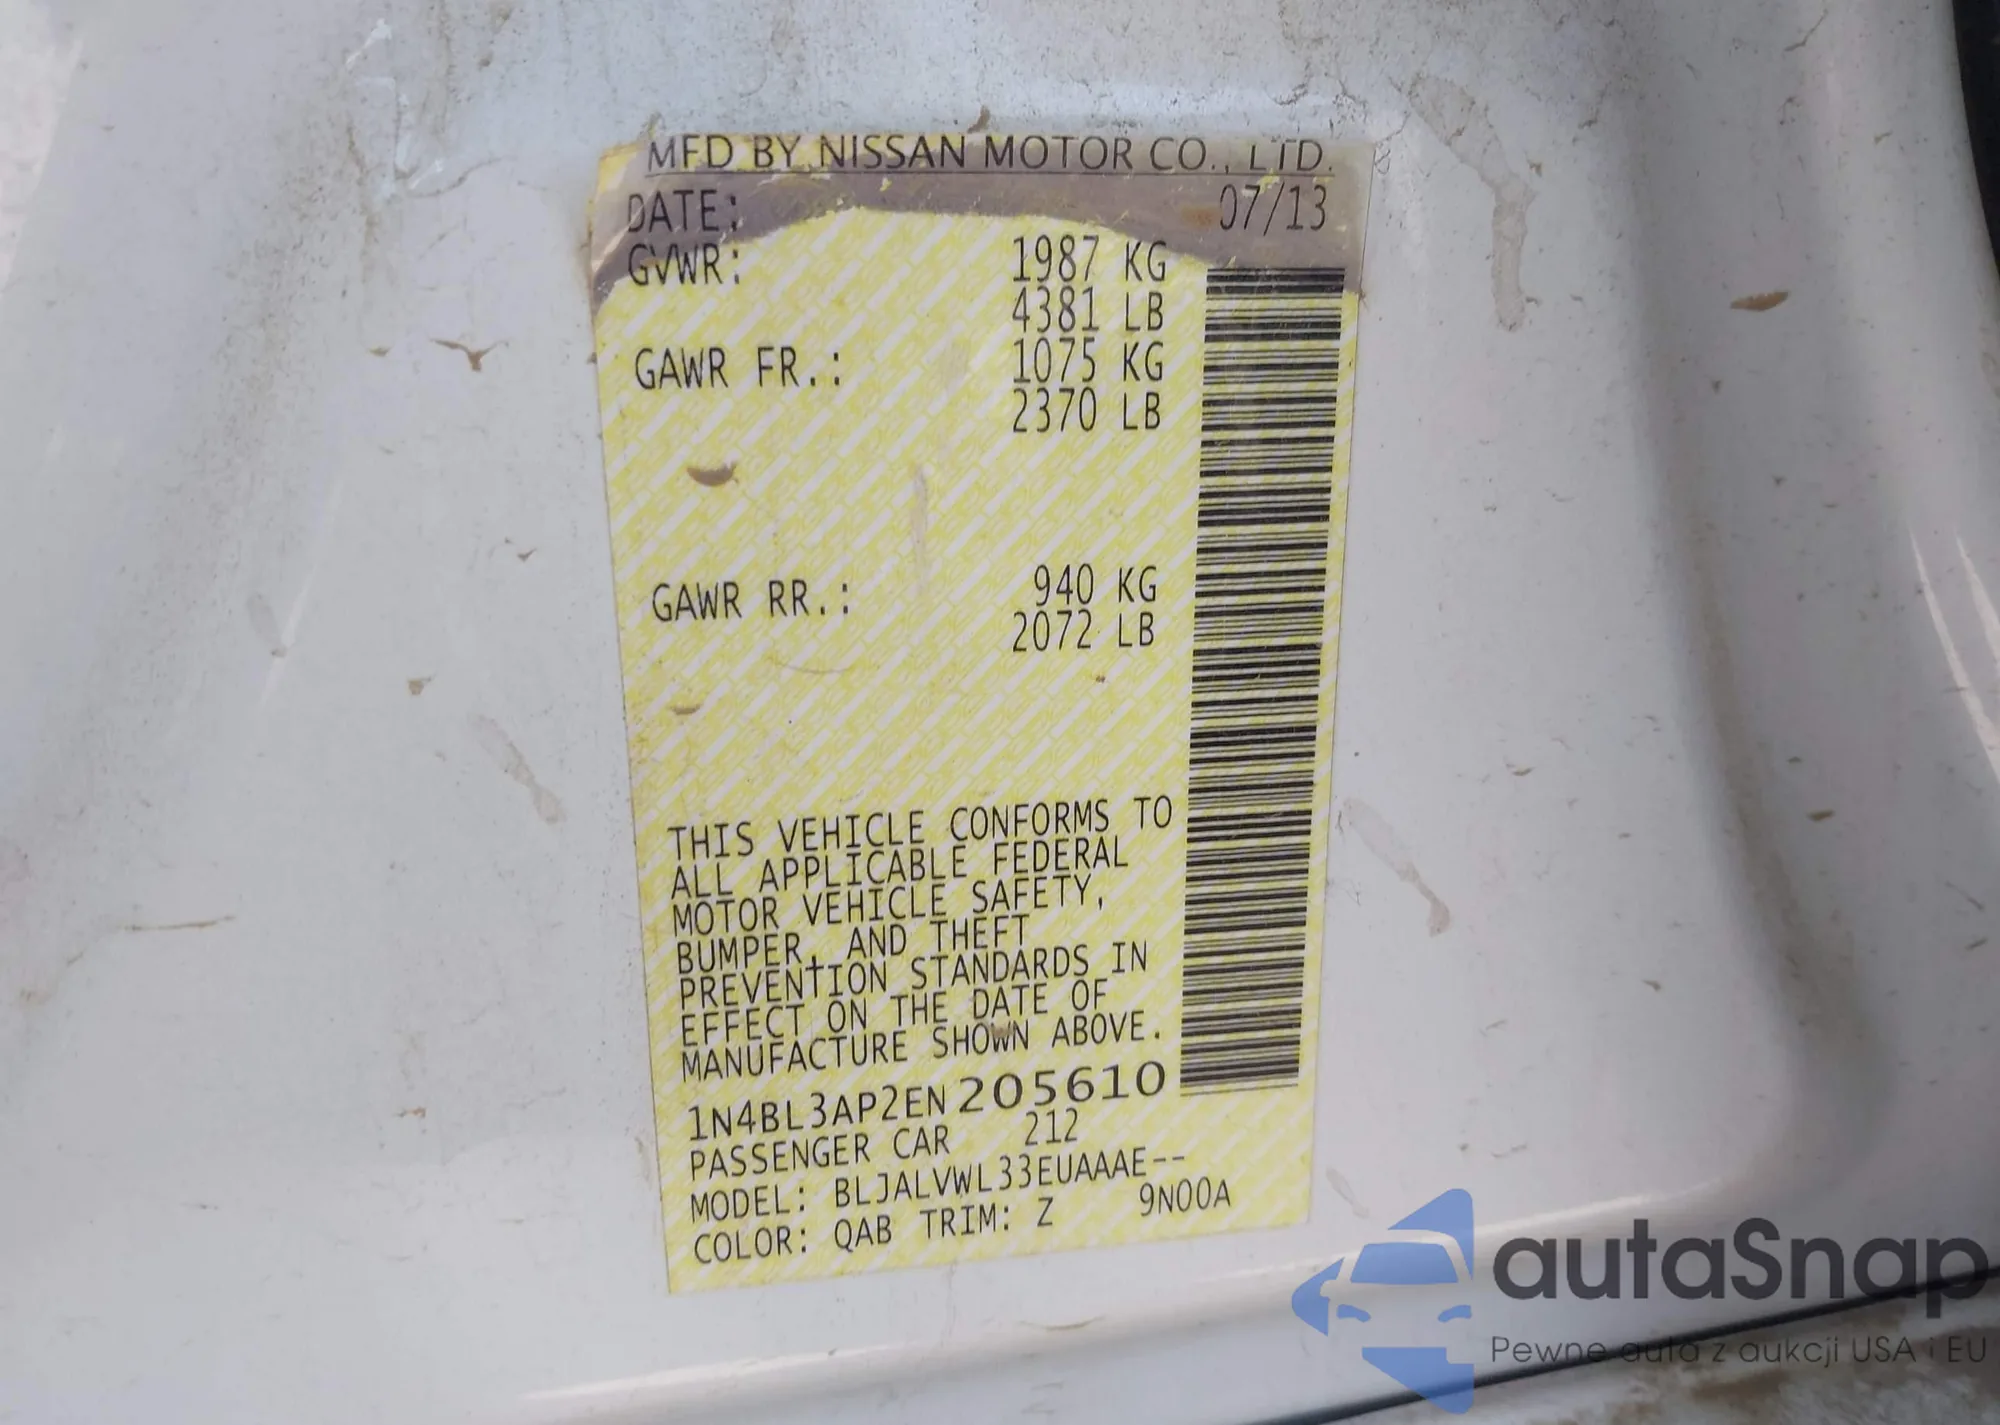 MFD BY NISSAN MOTOR CO., LTD.
DATE: 07/13
GVWR: 1987 KG
4381 LB
GAWR FR.: 1075 KG
2370 LB
GAWR RR.: 940 KG
2072 LB
THIS VEHICLE CONFORMS TO
ALL APPLICABLE FEDERAL
MOTOR VEHICLE SAFETY,
BUMPER, AND THEFT
PREVENTION STANDARDS IN
EFFECT ON THE DATE OF
MANUFACTURE SHOWN ABOVE.
1N4BL3AP2EN205610
PASSENGER CAR 212
MODEL: BLJALVWL33EUAAAE--
COLOR: QAB TRIM: Z 9N00A
autaSnap
Pewne auta z aukcji USA i EU